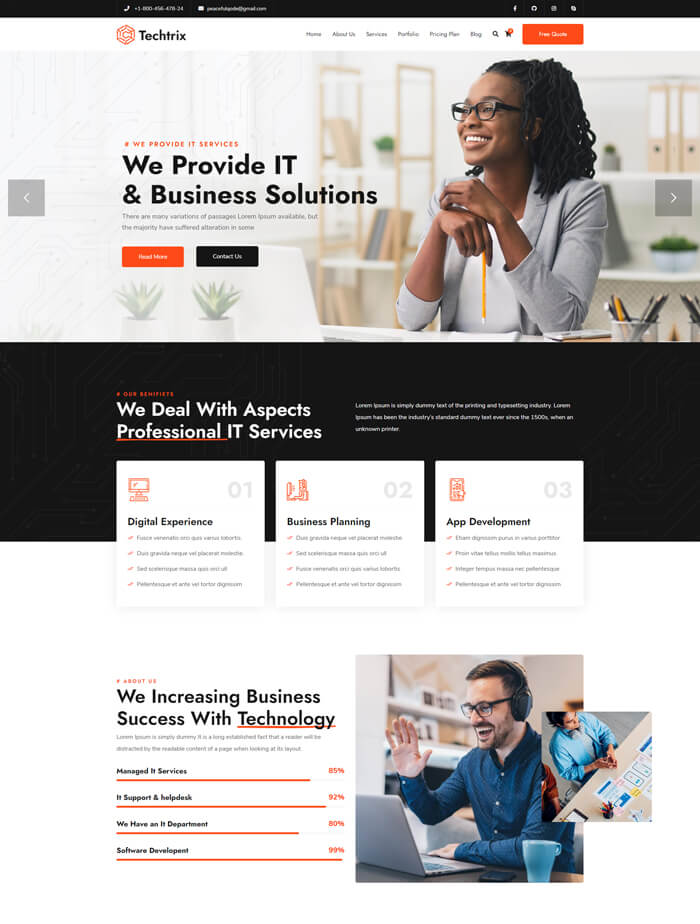 +1-800-456-478-24 peacefulqode@gmail.com
Techtrix Home About Us Services Portfolio Pricing Plan Blog Free Quote
# WE PROVIDE IT SERVICES
We Provide IT
& Business Solutions
There are many variations of passages Lorem Ipsum available, but
the majority have suffered alteration in some
Read More Contact Us
# OUR BENIFIETS
We Deal With Aspects
Professional IT Services
Lorem Ipsum is simply dummy text of the printing and typesetting industry. Lorem
Ipsum has been the industry's standard dummy text ever since the 1500s, when an
unknown printer.
01
Digital Experience
Fusce venenatis orci quis varius lobortis.
Duis gravida neque vel placerat molestie.
Sed scelerisque massa quis orci ull
Pellentesque et ante vel tortor dignissim
02
Business Planning
Duis gravida neque vel placerat molestie.
Sed scelerisque massa quis orci ull
Fusce venenatis orci quis varius lobortis
Pellentesque et ante vel tortor dignissim
03
App Development
Etiam dignissim purus in varius porttitor.
Proin vitae tellus mollis tellus maximus.
Integer tempus massa nec pellentesque
Pellentesque et ante vel tortor dignissim
# ABOUT US
We Increasing Business
Success With Technology
Lorem Ipsum is simply dummy It is a long established fact that a reader will be
distracted by the readable content of a page when looking at its layout.
Managed It Services 85%
It Support & helpdesk 92%
We Have an It Department 80%
Software Developent 99%